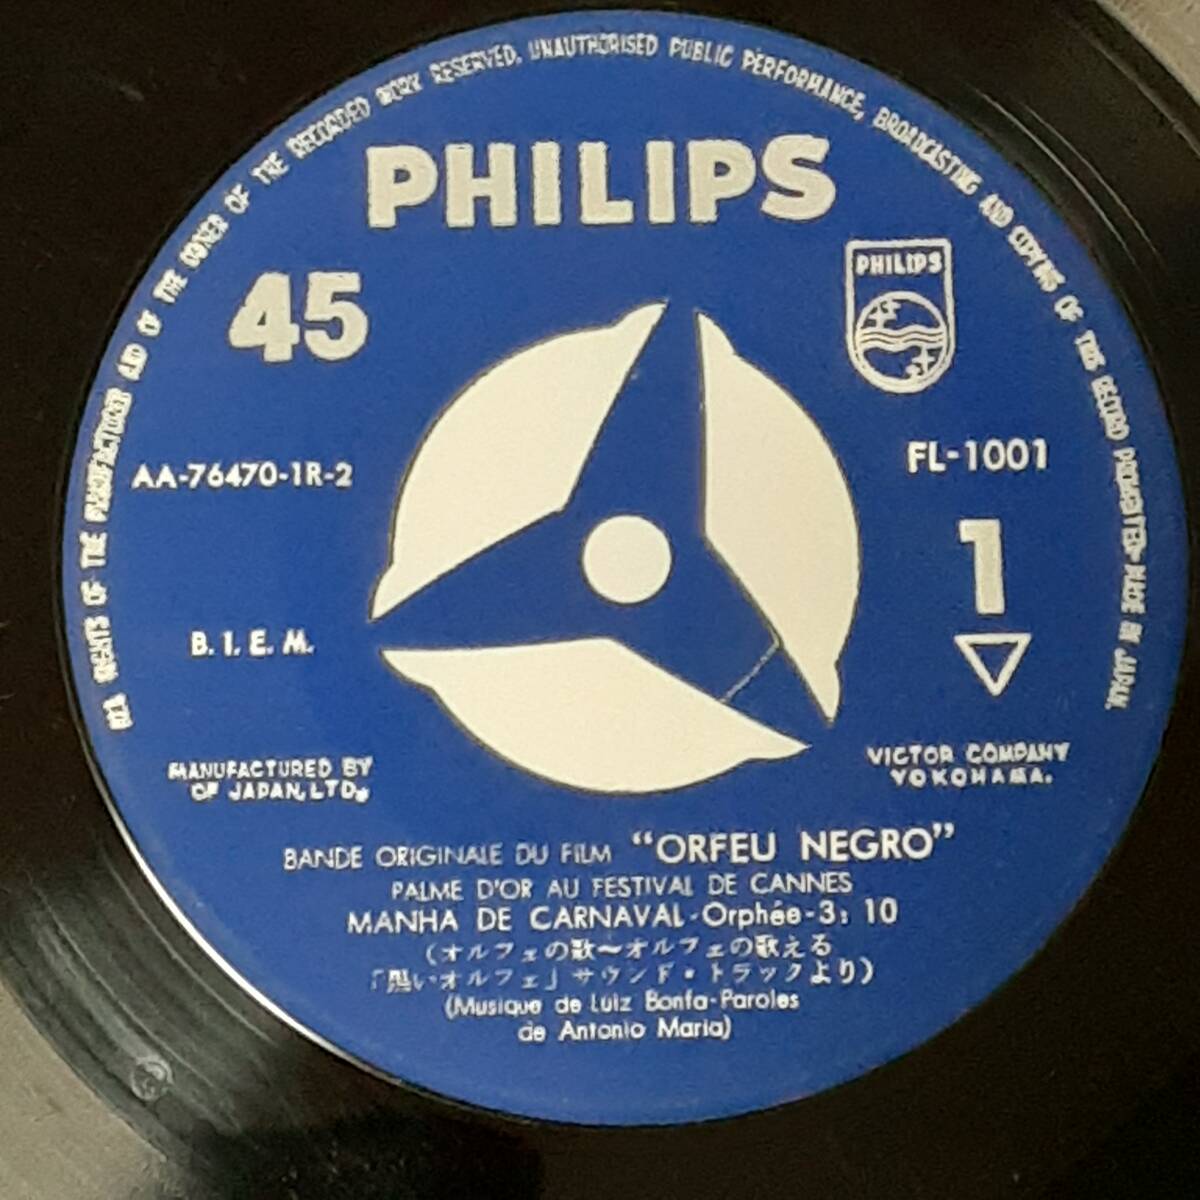 ALL RIGHTS OF THE MANUFACTURER AND OF THE OWNER OF THE RECORDED WORK RESERVED. UNAUTHORISED PUBLIC PERFORMANCE, BROADCASTING AND COPYING OF THIS RECORD PROHIBITED-MADE IN JAPAN.
PHILIPS
45
PHILIPS
AA-76470-1R-2
FL-1001
1
B. I. E. M.
MANUFACTURED BY
OF JAPAN, LTD.
VICTOR COMPANY
YOKOHAMA.
BANDE ORIGINALE DU FILM "ORFEU NEGRO"
PALME D'OR AU FESTIVAL DE CANNES
MANHA DE CARNAVAL-Orphée-3: 10
(オルフェの歌〜オルフェの歌える
「黒いオルフェ」サウンド・トラックより)
(Musique de Luiz Bonfa-Paroles
de Antonio Maria)